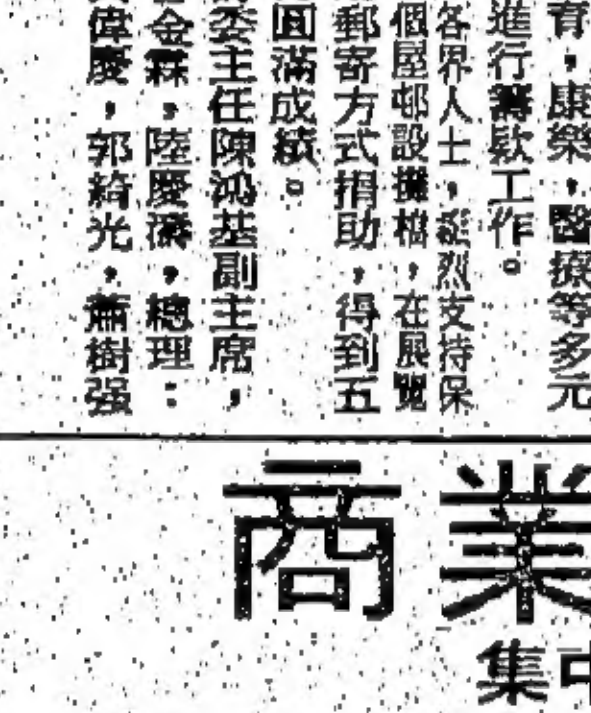 育，康樂，醫療等多元
進行籌欵工作。
各界人士，熱烈支持保
個屋邨設攤檔，在展覽
郵寄方式捐助，得到五
圓滿成績。
委主任陳鴻基副主席，
金霖，陸慶濤，總理：
偉慶，郭綺光，蕭樹强
業商
中集